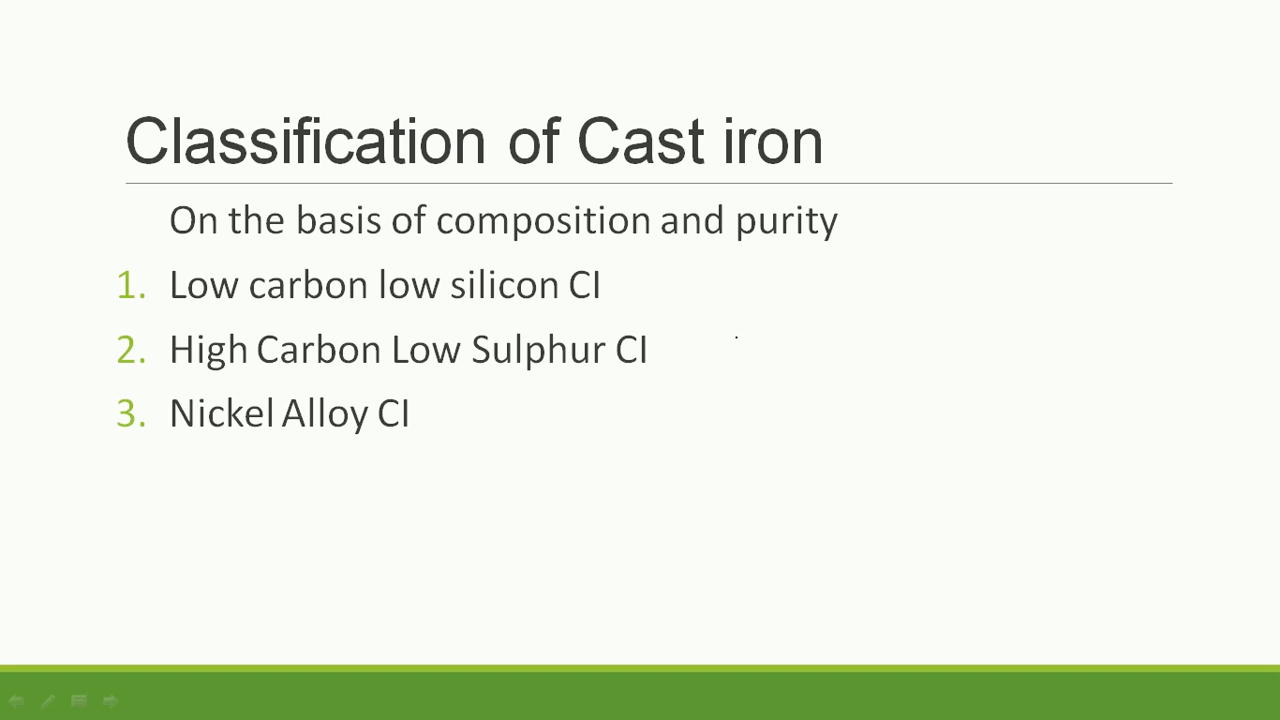 Classification of Cast iron
On the basis of composition and purity
1. Low carbon low silicon CI
2. High Carbon Low Sulphur CI
3. Nickel Alloy CI